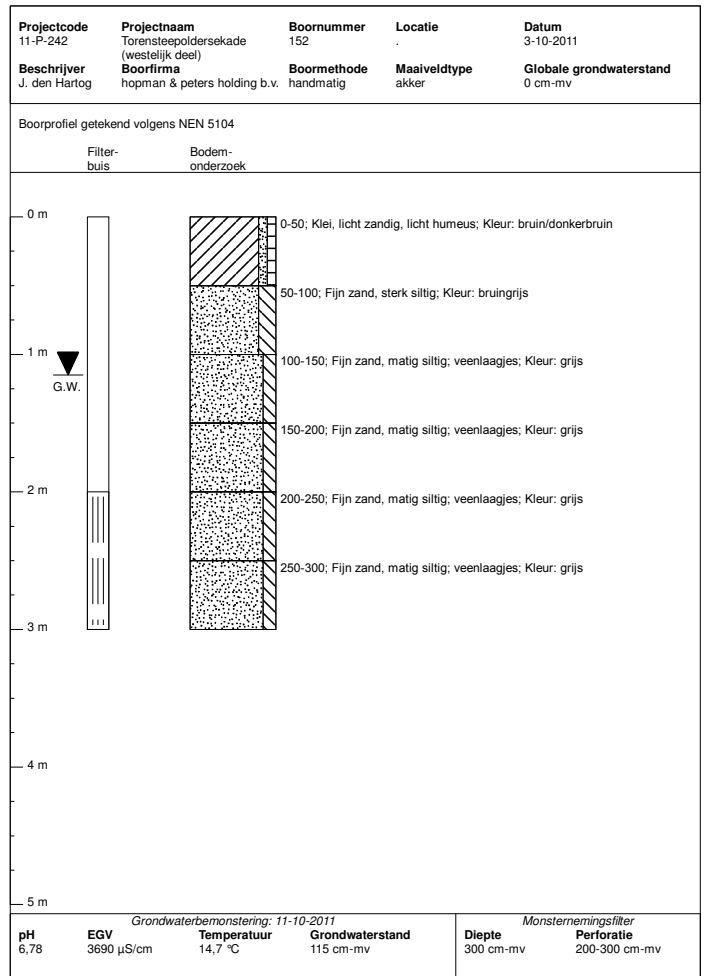 Projectcode Projectnaam Boornummer Locatie Datum
11-P-242 Torensteepoldersekade 152 . 3-10-2011
(westelijk deel)
Beschrijver Boorfirma Boormethode Maaiveldtype Globale grondwaterstand
J. den Hartog hopman & peters holding b.v. handmatig akker 0 cm-mv
Boorprofiel getekend volgens NEN 5104
Filter- Bodem-
buis onderzoek
0 m
0-50; Klei, licht zandig, licht humeus; Kleur: bruin/donkerbruin
50-100; Fijn zand, sterk siltig; Kleur: bruingrijs
1 m
100-150; Fijn zand, matig siltig; veenlaagjes; Kleur: grijs
G.W.
150-200; Fijn zand, matig siltig; veenlaagjes; Kleur: grijs
2 m
200-250; Fijn zand, matig siltig; veenlaagjes; Kleur: grijs
250-300; Fijn zand, matig siltig; veenlaagjes; Kleur: grijs
3 m
4 m
5 m
Grondwaterbemonstering: 11-10-2011 Monsternemingsfilter
pH EGV Temperatuur Grondwaterstand Diepte Perforatie
6,78 3690 µS/cm 14,7 °C 115 cm-mv 300 cm-mv 200-300 cm-mv